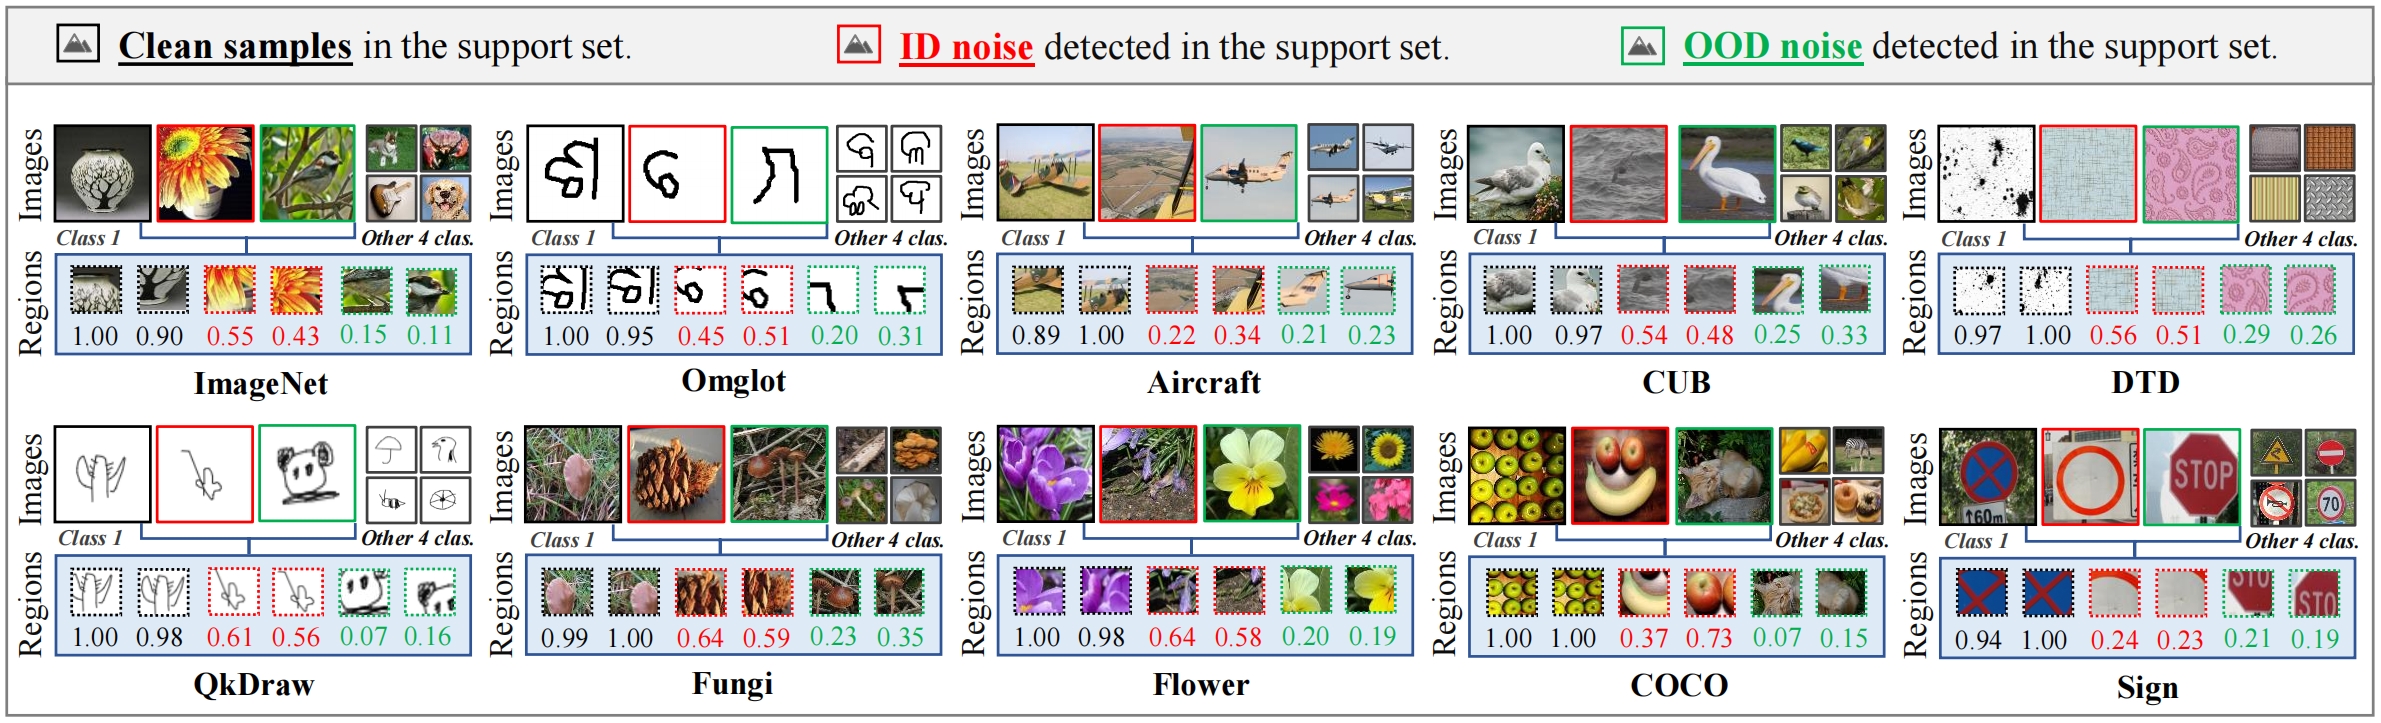 Clean samples in the support set.
ID noise detected in the support set.
OOD noise detected in the support set.
Images
Class 1
Other 4 clas.
Regions
1.00 0.90 0.55 0.43 0.15 0.11
ImageNet
Images
Class 1
Other 4 clas.
Regions
1.00 0.95 0.45 0.51 0.20 0.31
Omglot
Images
Class 1
Other 4 clas.
Regions
0.89 1.00 0.22 0.34 0.21 0.23
Aircraft
Images
Class 1
Other 4 clas.
Regions
1.00 0.97 0.54 0.48 0.25 0.33
CUB
Images
Class 1
Other 4 clas.
Regions
0.97 1.00 0.56 0.51 0.29 0.26
DTD
Images
Class 1
Other 4 clas.
Regions
1.00 0.98 0.61 0.56 0.07 0.16
QkDraw
Images
Class 1
Other 4 clas.
Regions
0.99 1.00 0.64 0.59 0.23 0.35
Fungi
Images
Class 1
Other 4 clas.
Regions
1.00 0.98 0.64 0.58 0.20 0.19
Flower
Images
Class 1
Other 4 clas.
Regions
1.00 1.00 0.37 0.73 0.07 0.15
COCO
Images
60m
STOP
70
Class 1
Other 4 clas.
Regions
STO
STO
0.94 1.00 0.24 0.23 0.21 0.19
Sign